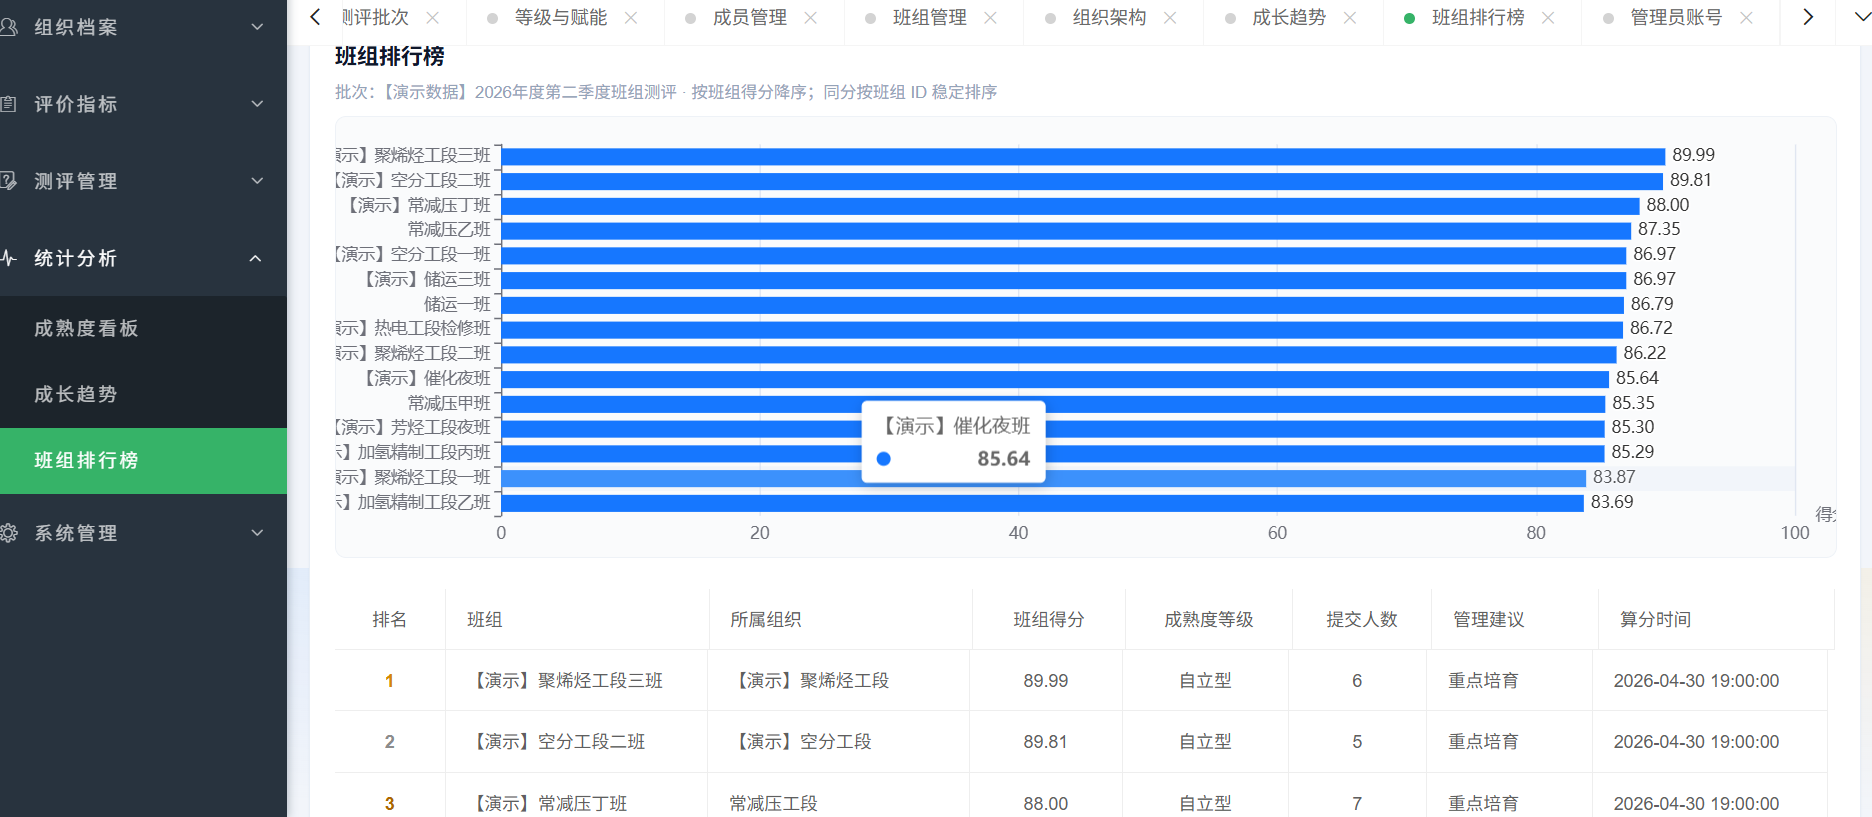 组织档案
评价指标
测评管理
统计分析
成熟度看板
成长趋势
班组排行榜
系统管理
测评批次
等级与赋能
成员管理
班组管理
组织架构
成长趋势
班组排行榜
管理员账号
班组排行榜
批次：【演示数据】2026年度第二季度班组测评 · 按班组得分降序；同分按班组 ID 稳定排序
演示】聚烯烃工段三班 89.99
【演示】空分工段二班 89.81
【演示】常减压丁班 88.00
常减压乙班 87.35
【演示】空分工段一班 86.97
【演示】储运三班 86.97
储运一班 86.79
演示】热电工段检修班 86.72
演示】聚烯烃工段二班 86.22
【演示】催化夜班 85.64
常减压甲班 85.35
【演示】芳烃工段夜班 85.30
示】加氢精制工段丙班 85.29
演示】聚烯烃工段一班 83.87
示】加氢精制工段乙班 83.69
【演示】催化夜班
85.64
0 20 40 60 80 100
得分
排名 班组 所属组织 班组得分 成熟度等级 提交人数 管理建议 算分时间
1 【演示】聚烯烃工段三班 【演示】聚烯烃工段 89.99 自立型 6 重点培育 2026-04-30 19:00:00
2 【演示】空分工段二班 【演示】空分工段 89.81 自立型 5 重点培育 2026-04-30 19:00:00
3 【演示】常减压丁班 常减压工段 88.00 自立型 7 重点培育 2026-04-30 19:00:00